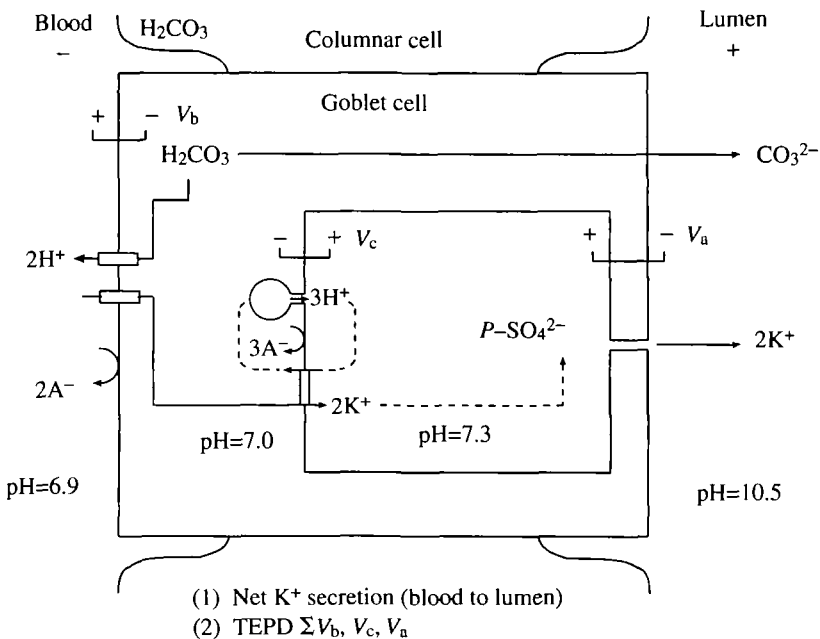 Blood
−
H₂CO₃
Columnar cell
Lumen
+
Goblet cell
+ − V_b
H₂CO₃
CO₃²⁻
− + V_c
+ − V_a
2H⁺
3H⁺
3A⁻
P–SO₄²⁻
2K⁺
2A⁻
2K⁺
pH=7.0
pH=7.3
pH=6.9
pH=10.5
(1) Net K⁺ secretion (blood to lumen)
(2) TEPD ΣV_b, V_c, V_a